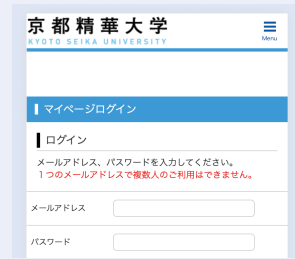 京都精華大学
KYOTO SEIKA UNIVERSITY
Menu
マイページログイン
ログイン
メールアドレス、パスワードを入力してください。
1つのメールアドレスで複数人のご利用はできません。
メールアドレス
パスワード